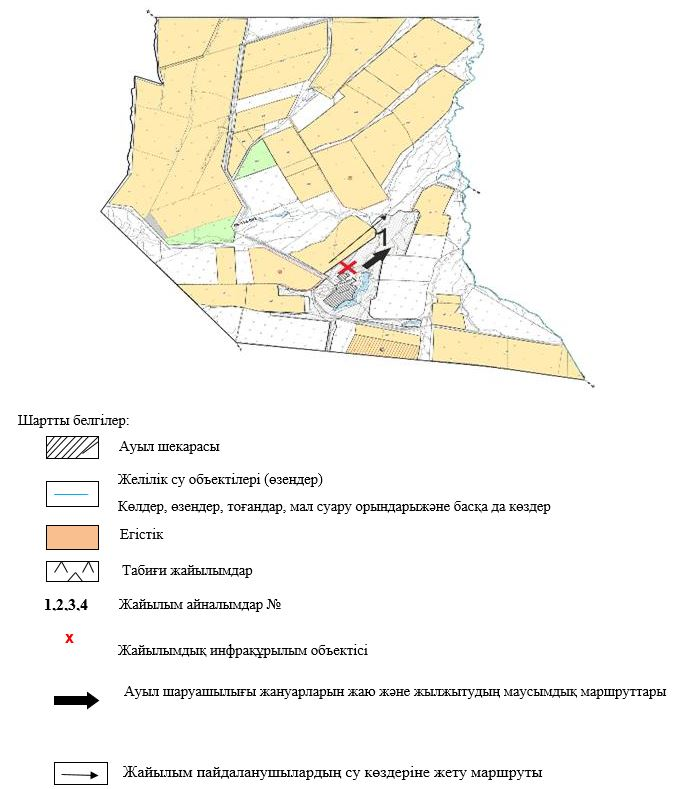 1
Шартты белгілер:
Ауыл шекарасы
Желілік су объектілері (өзендер)
Көлдер, өзендер, тоғандар, мал суару орындарыжәне басқа да көздер
Егістік
Табиғи жайылымдар
1,2,3,4 Жайылым айналымдар №
х
Жайылымдық инфрақұрылым объектісі
Ауыл шаруашылығы жануарларын жаю және жылжытудың маусымдық маршруттары
Жайылым пайдаланушылардың су көздеріне жету маршруты